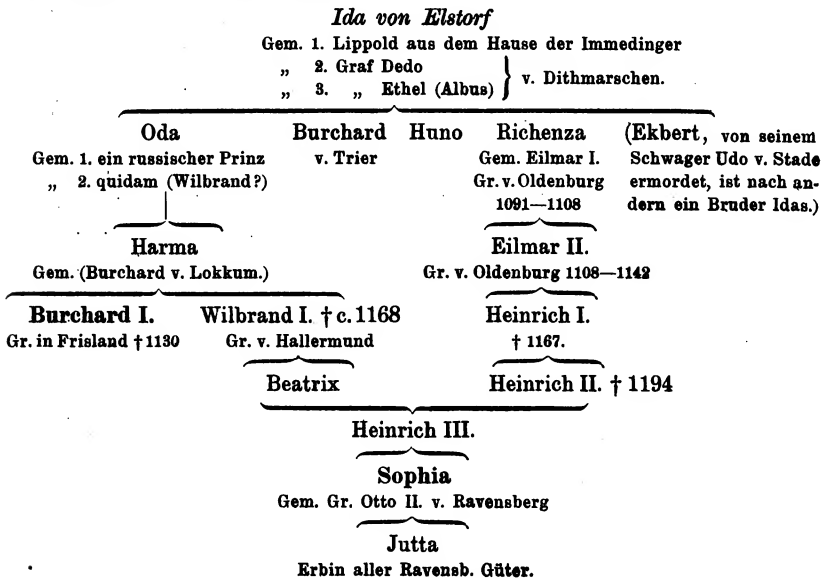 Ida von Elstorf
Gem. 1. Lippold aus dem Hause der Immedinger
„ 2. Graf Dedo
„ 3. „ Ethel (Albus)
v. Dithmarschen.
Oda
Gem. 1. ein russischer Prinz
„ 2. quidam (Wilbrand?)
Burchard
v. Trier
Huno
Richenza
Gem. Eilmar I.
Gr. v. Oldenburg
1091—1108
(Ekbert, von seinem
Schwager Udo v. Stade
ermordet, ist nach an-
dern ein Bruder Idas.)
Harma
Gem. (Burchard v. Lokkum.)
Eilmar II.
Gr. v. Oldenburg 1108—1142
Burchard I.
Gr. in Frisland † 1130
Wilbrand I. † c. 1168
Gr. v. Hallermund
Heinrich I.
† 1167.
Beatrix
Heinrich II. † 1194
Heinrich III.
Sophia
Gem. Gr. Otto II. v. Ravensberg
Jutta
Erbin aller Ravensb. Güter.